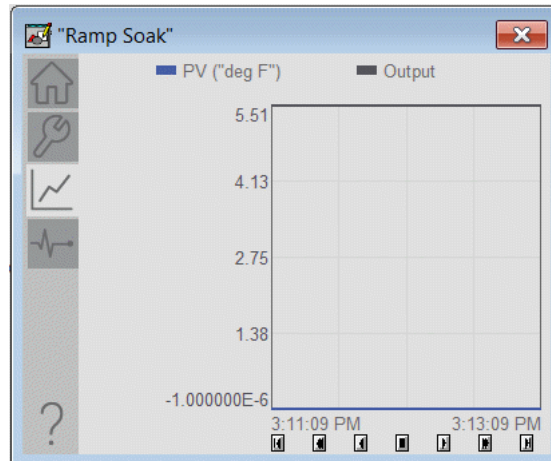 "Ramp Soak"
PV ("deg F") Output
5.51
4.13
2.75
1.38
-1.000000E-6
3:11:09 PM 3:13:09 PM
?